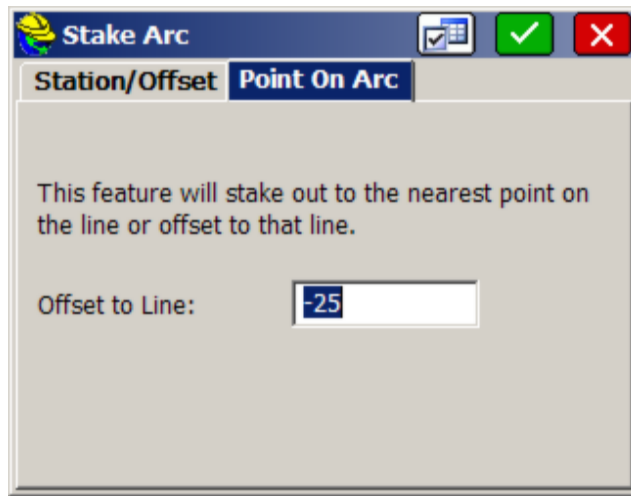 Stake Arc
Station/Offset Point On Arc
This feature will stake out to the nearest point on
the line or offset to that line.
Offset to Line: -25